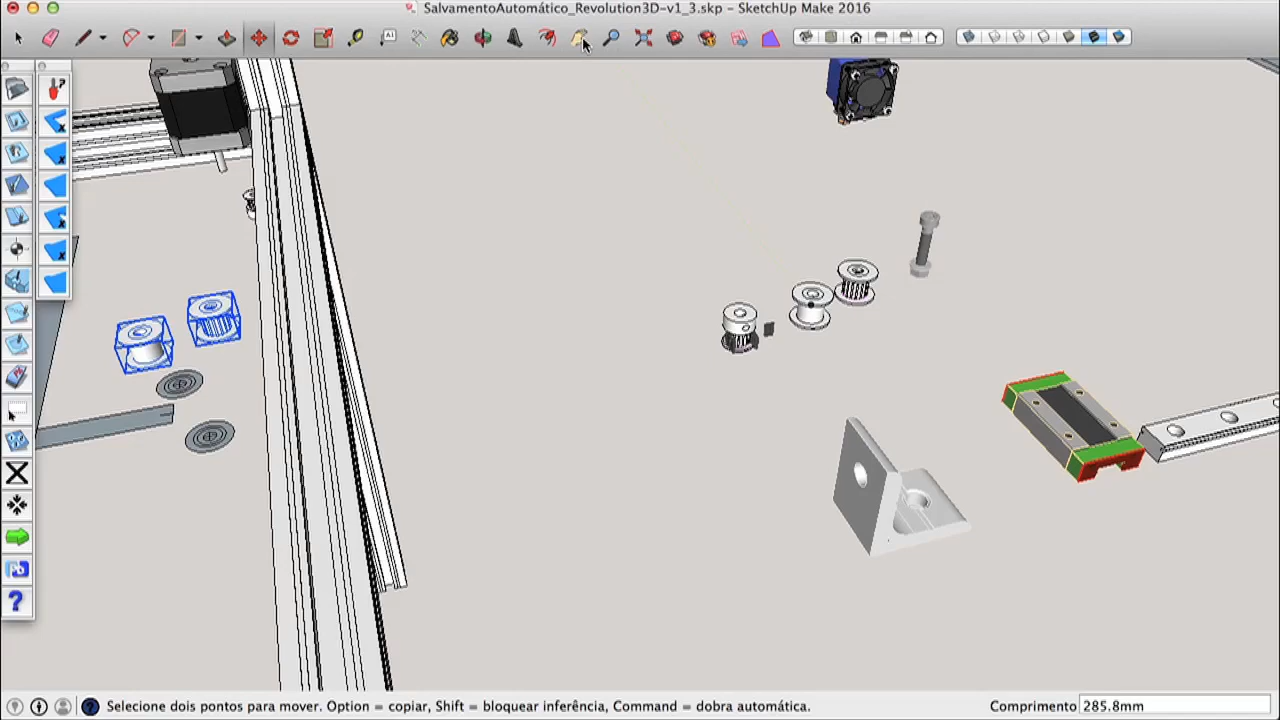 SalvamentoAutomático_Revolution3D-v1_3.skp - SketchUp Make 2016
Selecione dois pontos para mover. Option = copiar, Shift = bloquear inferência, Command = dobra automática.
Comprimento 285.8mm